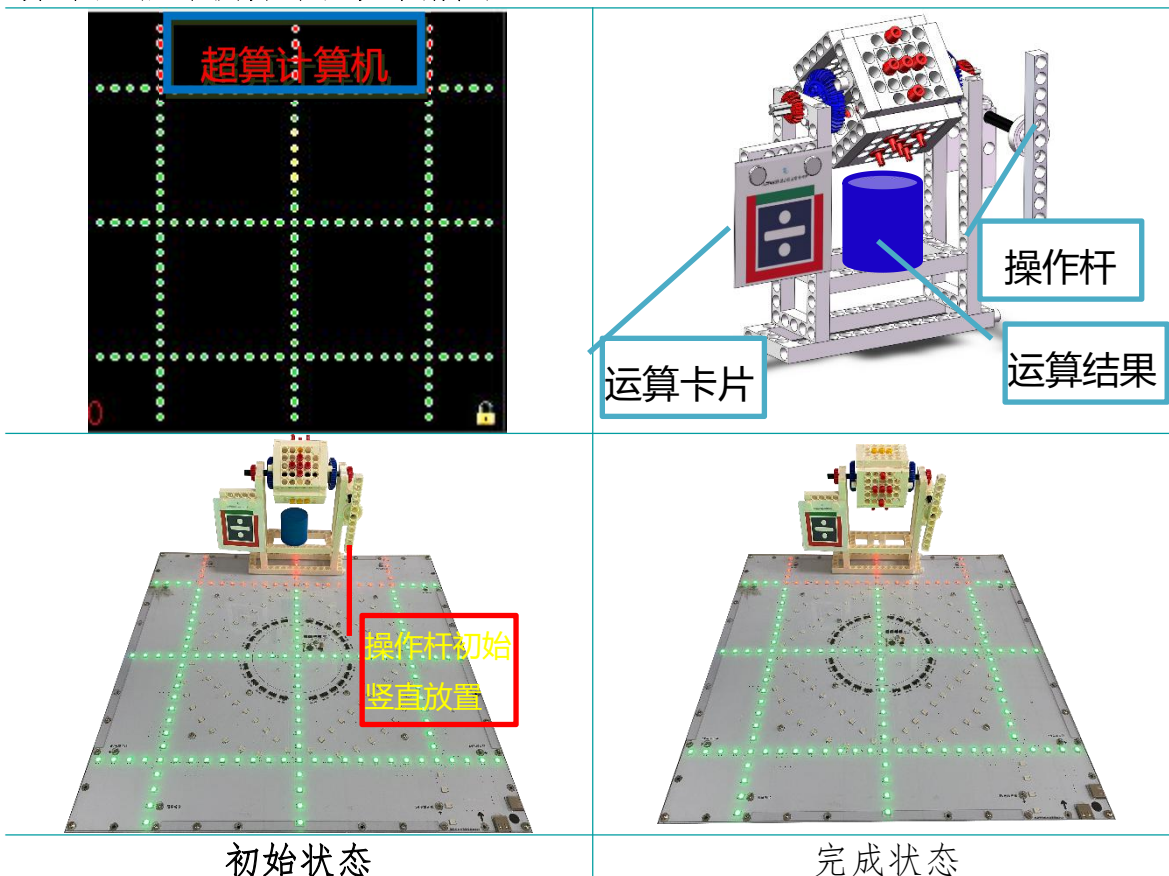 超算计算机
操作杆
运算卡片
运算结果
操作杆初始
竖直放置
初始状态
完成状态